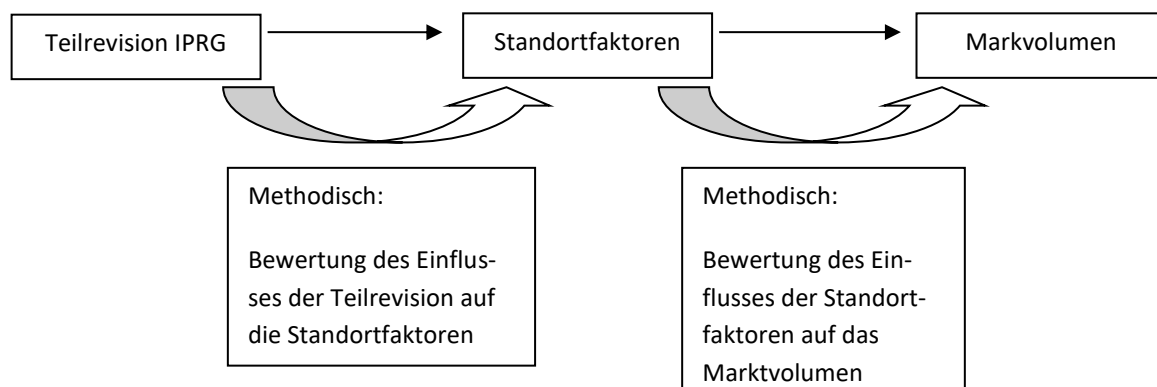 Teilrevision IPRG
Standortfaktoren
Markvolumen
Methodisch:
Bewertung des Einflus-
ses der Teilrevision auf
die Standortfaktoren
Methodisch:
Bewertung des Ein-
flusses der Standort-
faktoren auf das
Marktvolumen